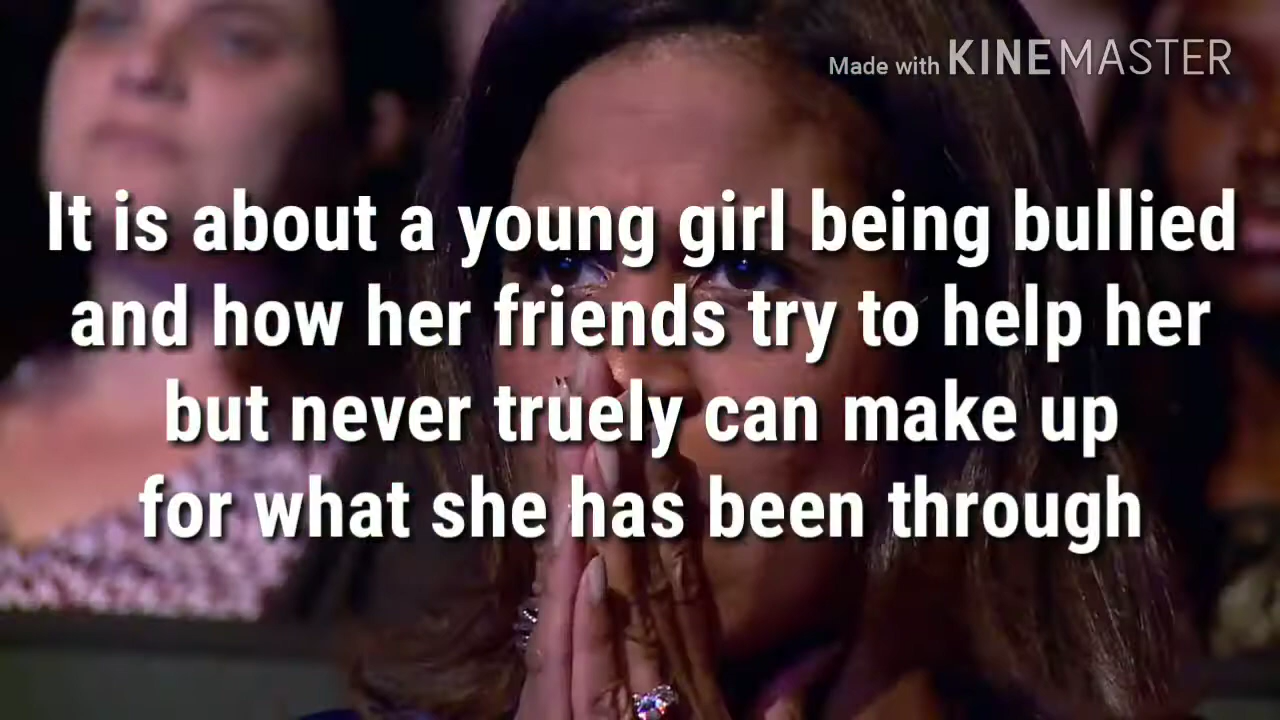 Made with KINEMASTER
It is about a young girl being bullied
and how her friends try to help her
but never truely can make up
for what she has been through